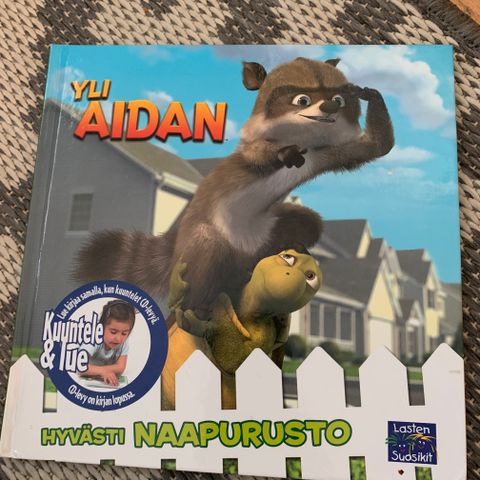 YLI
AIDAN
Lue kirjaa samalla, kun kuuntelet CD-levyä.
Kuuntele
& lue
CD-levy on kirjan lopussa.
HYVÄSTI NAAPURUSTO
Lasten
Suosikit